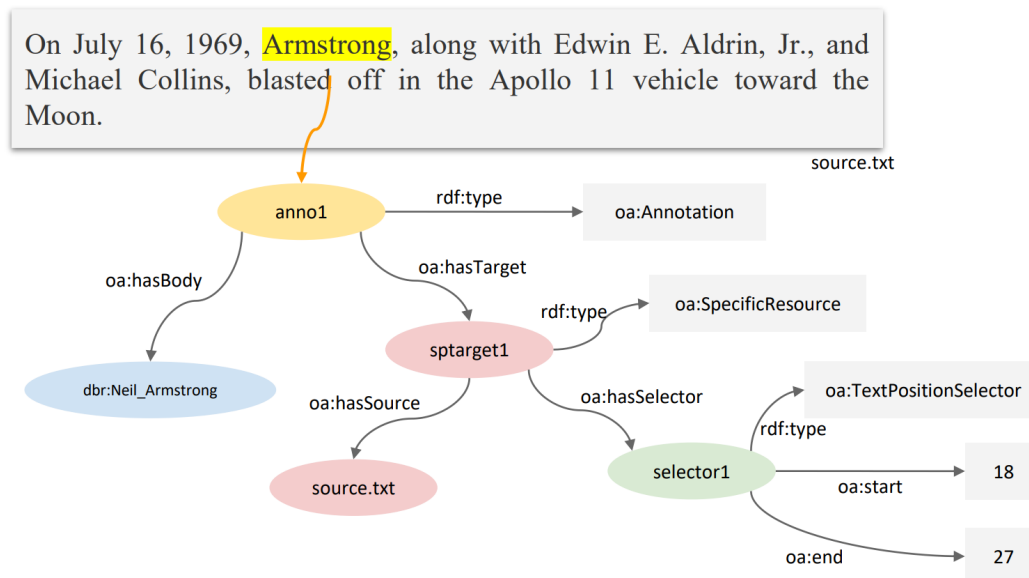 On July 16, 1969, Armstrong, along with Edwin E. Aldrin, Jr., and
Michael Collins, blasted off in the Apollo 11 vehicle toward the
Moon.
source.txt
anno1
rdf:type
oa:Annotation
oa:hasBody
oa:hasTarget
rdf:type
oa:SpecificResource
sptarget1
dbr:Neil_Armstrong
oa:hasSource
oa:hasSelector
oa:TextPositionSelector
rdf:type
source.txt
selector1
18
oa:start
oa:end
27